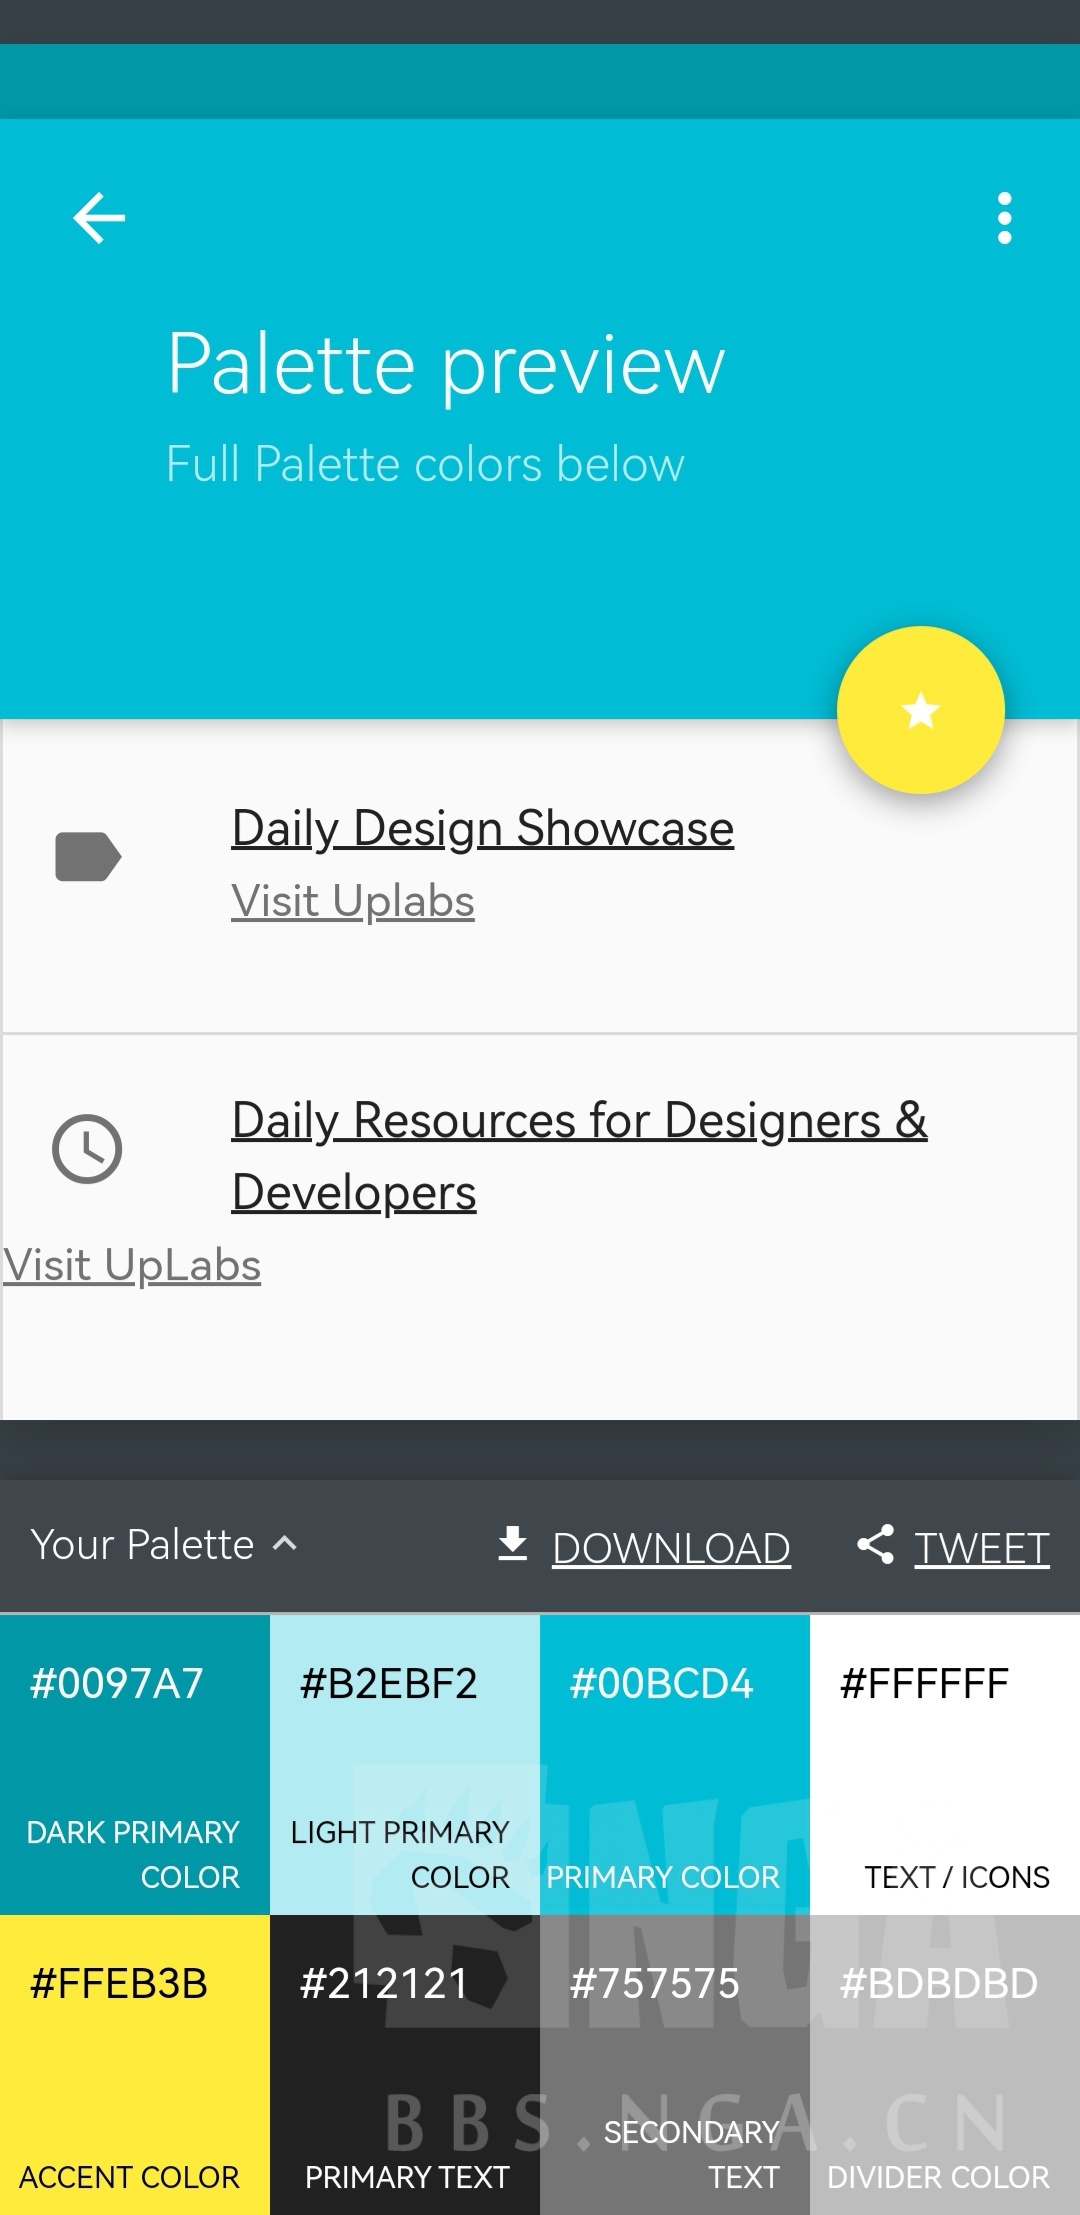 Palette preview
Full Palette colors below
Daily Design Showcase
Visit Uplabs
Daily Resources for Designers &
Developers
Visit UpLabs
Your Palette
DOWNLOAD
TWEET
#0097A7
DARK PRIMARY
COLOR
#B2EBF2
LIGHT PRIMARY
COLOR
#00BCD4
PRIMARY COLOR
#FFFFFF
TEXT / ICONS
#FFEB3B
ACCENT COLOR
#212121
PRIMARY TEXT
#757575
SECONDARY
TEXT
#BDBDBD
DIVIDER COLOR
NGA
BBS.NGA.CN